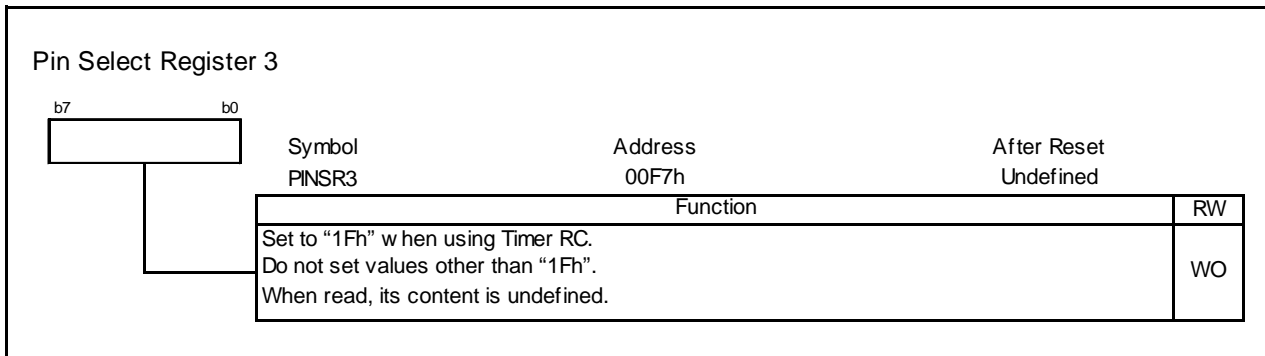 Pin Select Register 3
b7 b0
Symbol Address After Reset
PINSR3 00F7h Undefined
Function RW
Set to “1Fh” when using Timer RC.
Do not set values other than “1Fh”. WO
When read, its content is undefined.